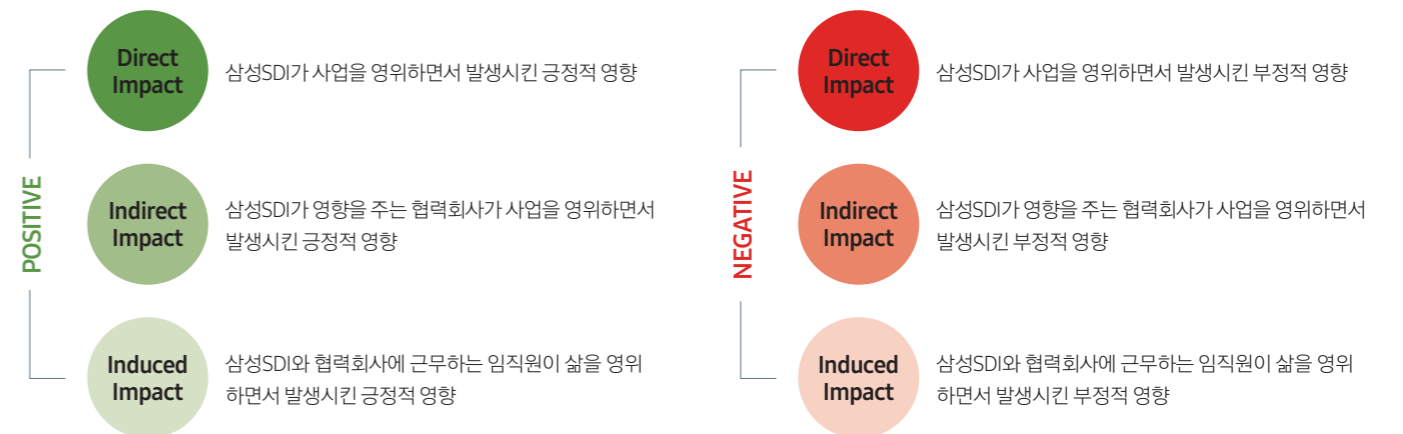 POSITIVE
Direct
Impact
삼성SDI가 사업을 영위하면서 발생시킨 긍정적 영향
Indirect
Impact
삼성SDI가 영향을 주는 협력회사가 사업을 영위하면서
발생시킨 긍정적 영향
Induced
Impact
삼성SDI와 협력회사에 근무하는 임직원이 삶을 영위
하면서 발생시킨 긍정적 영향
NEGATIVE
Direct
Impact
삼성SDI가 사업을 영위하면서 발생시킨 부정적 영향
Indirect
Impact
삼성SDI가 영향을 주는 협력회사가 사업을 영위하면서
발생시킨 부정적 영향
Induced
Impact
삼성SDI와 협력회사에 근무하는 임직원이 삶을 영위
하면서 발생시킨 부정적 영향